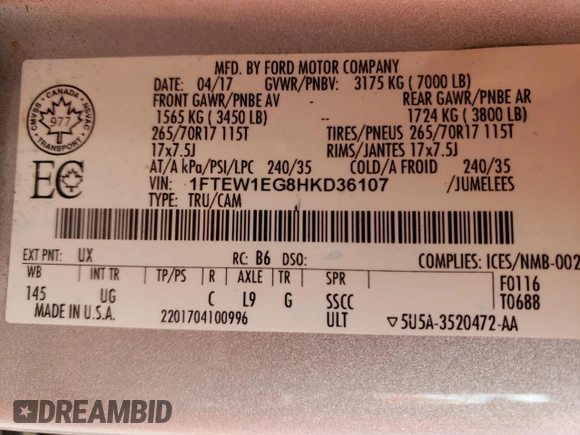 MFD. BY FORD MOTOR COMPANY
DATE: 04/17 GVWR/PNBV: 3175 KG ( 7000 LB)
FRONT GAWR/PNBE AV REAR GAWR/PNBE AR
1565 KG ( 3450 LB) -- 1724 KG ( 3800 LB)
265/70R17 115T TIRES/PNEUS 265/70R17 115T
17x7.5J RIMS/JANTES 17x7.5J
AT/A kPa/PSI/LPC 240/35 COLD/A FROID 240/35
VIN: 1FTEW1EG8HKD36107 /JUMELEES
TYPE: TRU/CAM
CANADA
CMVSS NSVAC
977
TRANSPORT
EC
EXT PNT: UX RC: B6 DSO: COMPLIES: ICES/NMB-002
WB INT TR TP/PS R AXLE TR SPR F0116
145 UG C L9 G SSCC T0688
MADE IN U.S.A. 2201704100996 ULT ▽5U5A-3520472-AA
DREAMBID